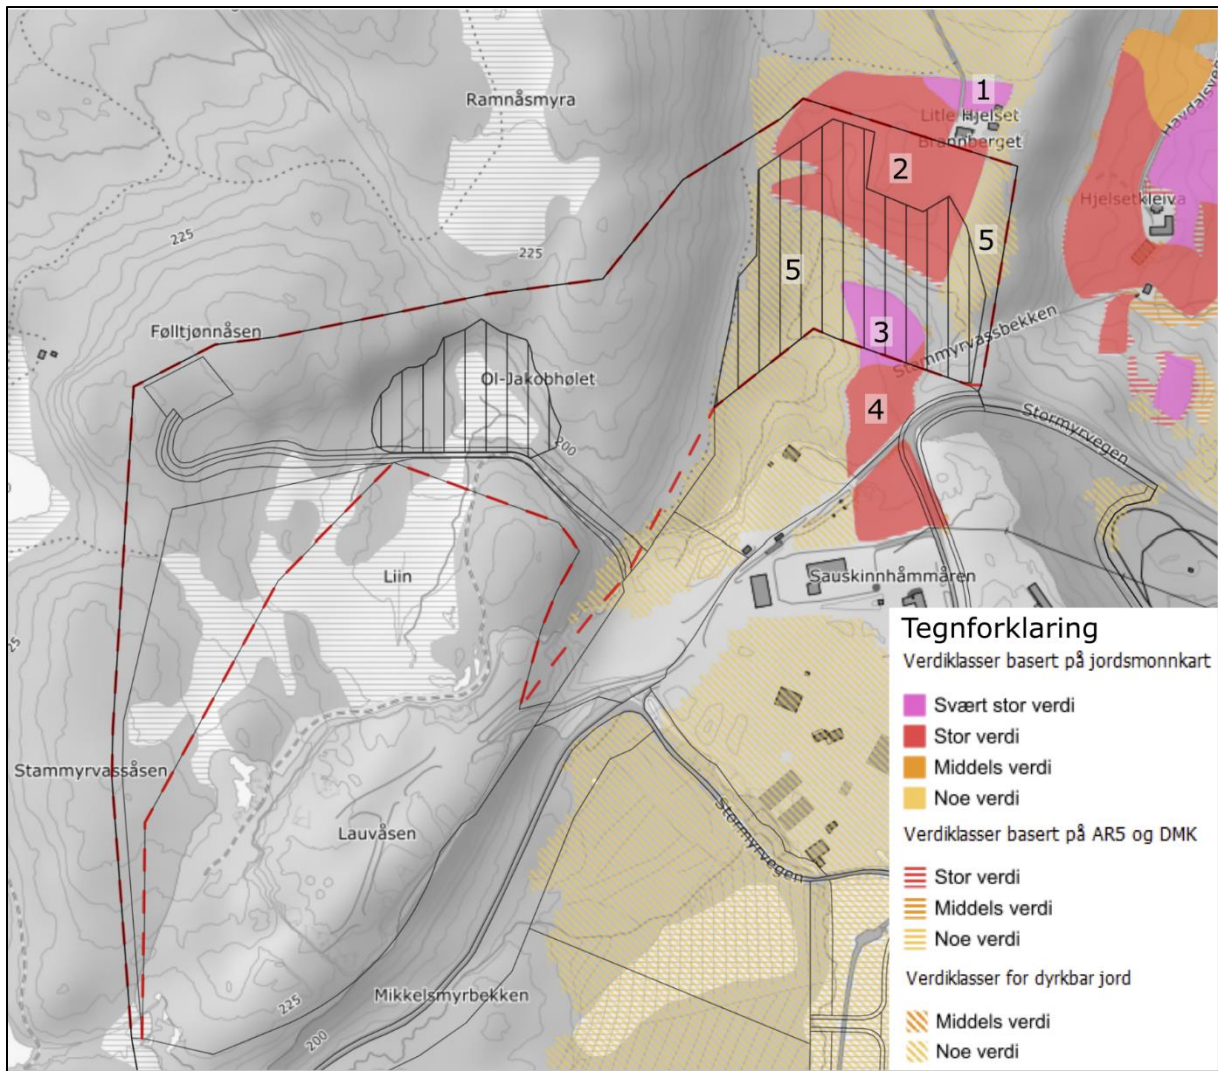 Ramnåsmyra
1
Litle Hjelset
Brannberget
Havdalsveg
2
Hjelsetkleiva
225
225
5
5
Følltjønnåsen
3
Stammyrvassbekken
Ol-Jakobhølet
4
200
Stormyrvegen
Liin
Sauskinnhåmmåren
25
Stammyrvassåsen
Lauvåsen
Stormyrvegen
Mikkelsmyrbekken
225
200
Tegnforklaring
Verdiklasser basert på jordsmonnkart
Svært stor verdi
Stor verdi
Middels verdi
Noe verdi
Verdiklasser basert på AR5 og DMK
Stor verdi
Middels verdi
Noe verdi
Verdiklasser for dyrkbar jord
Middels verdi
Noe verdi